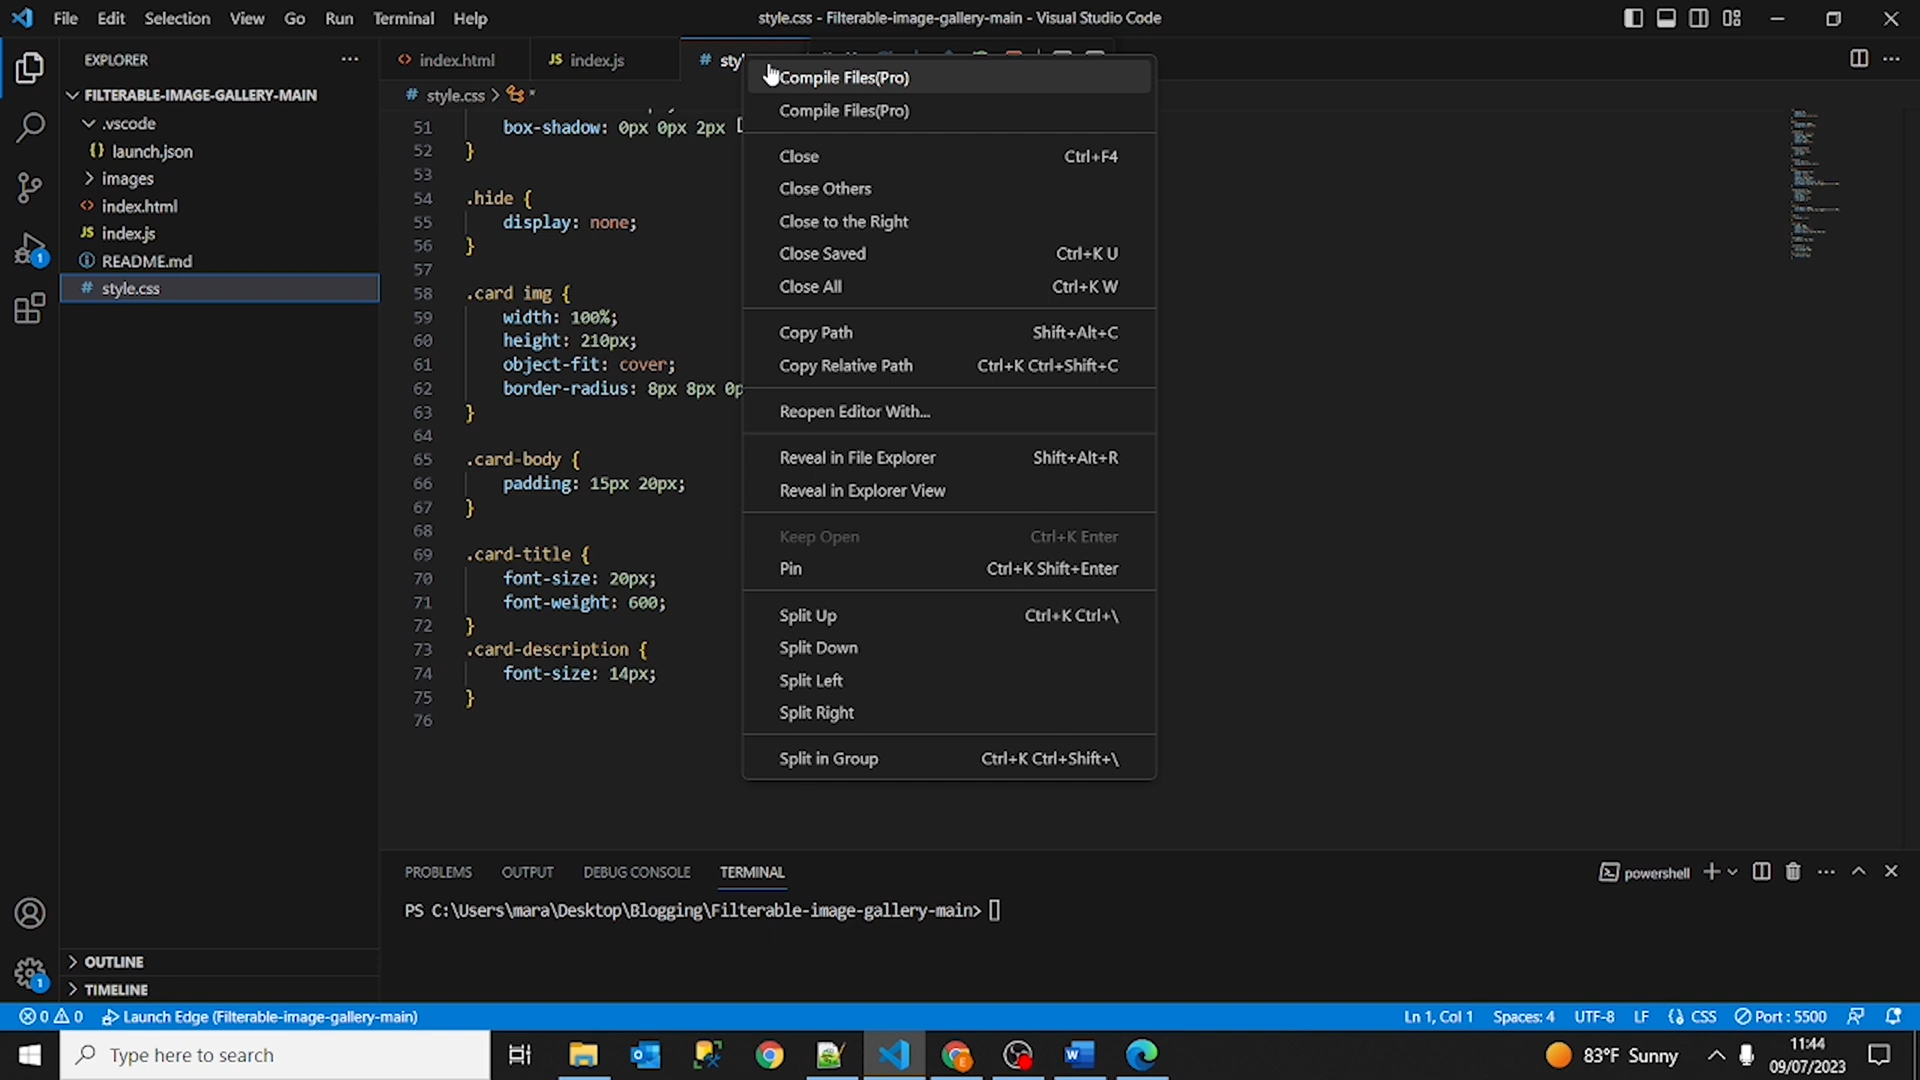 File Edit Selection View Go Run Terminal Help
style.css - Filterable-image-gallery-main - Visual Studio Code
EXPLORER
FILTERABLE-IMAGE-GALLERY-MAIN
.vscode
{} launch.json
images
<> index.html
JS index.js
README.md
# style.css
OUTLINE
TIMELINE
<> index.html
JS index.js
# sty
# style.css > *
51 box-shadow: 0px 0px 2px
52 }
53
54 .hide {
55 display: none;
56 }
57
58 .card img {
59 width: 100%;
60 height: 210px;
61 object-fit: cover;
62 border-radius: 8px 8px 0p
63 }
64
65 .card-body {
66 padding: 15px 20px;
67 }
68
69 .card-title {
70 font-size: 20px;
71 font-weight: 600;
72 }
73 .card-description {
74 font-size: 14px;
75 }
76
Compile Files(Pro)
Compile Files(Pro)
Close Ctrl+F4
Close Others
Close to the Right
Close Saved Ctrl+K U
Close All Ctrl+K W
Copy Path Shift+Alt+C
Copy Relative Path Ctrl+K Ctrl+Shift+C
Reopen Editor With...
Reveal in File Explorer Shift+Alt+R
Reveal in Explorer View
Keep Open Ctrl+K Enter
Pin Ctrl+K Shift+Enter
Split Up Ctrl+K Ctrl+\
Split Down
Split Left
Split Right
Split in Group Ctrl+K Ctrl+Shift+\
PROBLEMS OUTPUT DEBUG CONSOLE TERMINAL
powershell
PS C:\Users\mara\Desktop\Blogging\Filterable-image-gallery-main>
0 0 Launch Edge (Filterable-image-gallery-main)
Ln 1, Col 1 Spaces: 4 UTF-8 LF CSS Port : 5500
Type here to search
83°F Sunny
11:44
09/07/2023